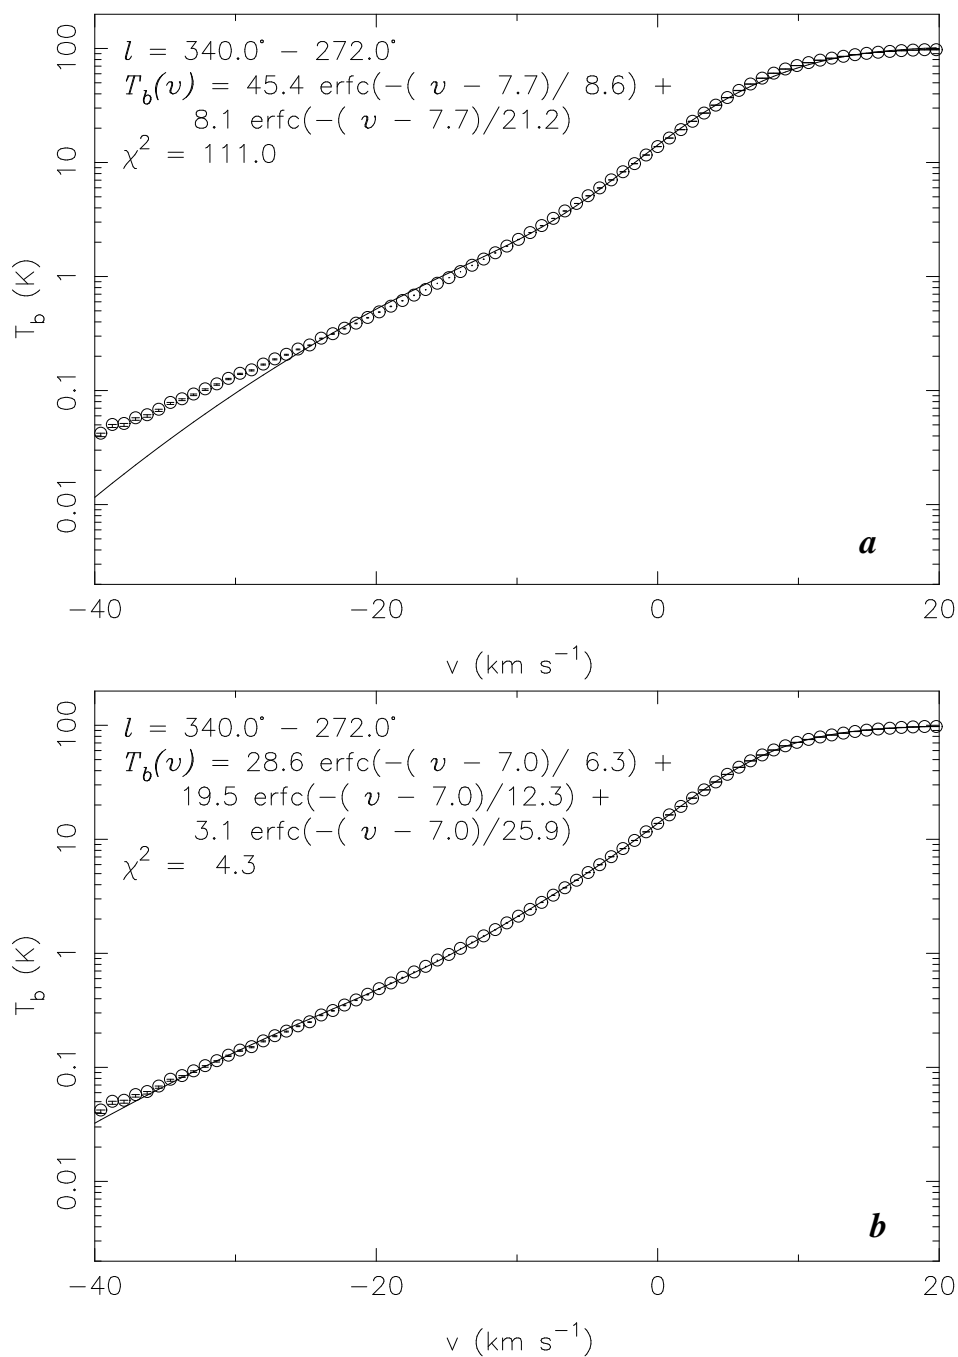 100
10
1
0.1
0.01
T_b (K)
l = 340.0° − 272.0°
T_b(v) = 45.4 erfc(−( v − 7.7)/ 8.6) +
8.1 erfc(−( v − 7.7)/21.2)
χ² = 111.0
a
−40 −20 0 20
v (km s⁻¹)
100
10
1
0.1
0.01
T_b (K)
l = 340.0° − 272.0°
T_b(v) = 28.6 erfc(−( v − 7.0)/ 6.3) +
19.5 erfc(−( v − 7.0)/12.3) +
3.1 erfc(−( v − 7.0)/25.9)
χ² = 4.3
b
−40 −20 0 20
v (km s⁻¹)